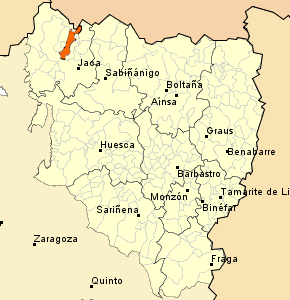 Jaca
Sabiñánigo
Boltaña
Aínsa
Graus
Huesca
Benabarre
Barbastro
Monzón
Tamarite de Li
Binéfar
Sariñena
Zaragoza
Fraga
Quinto